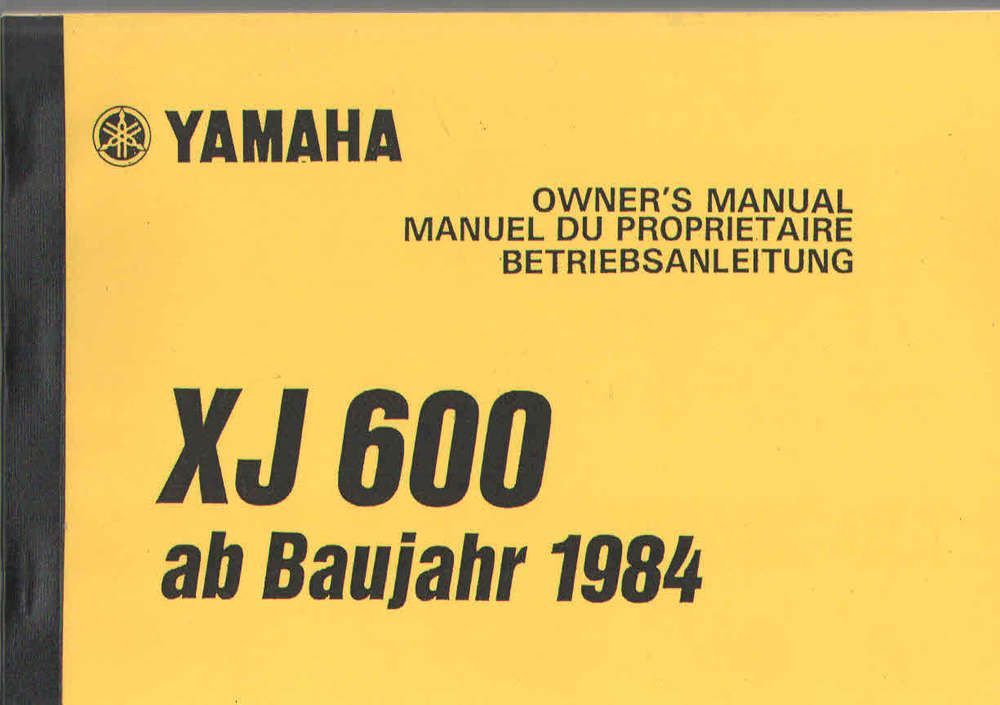 YAMAHA
OWNER'S MANUAL
MANUEL DU PROPRIETAIRE
BETRIEBSANLEITUNG
XJ 600
ab Baujahr 1984